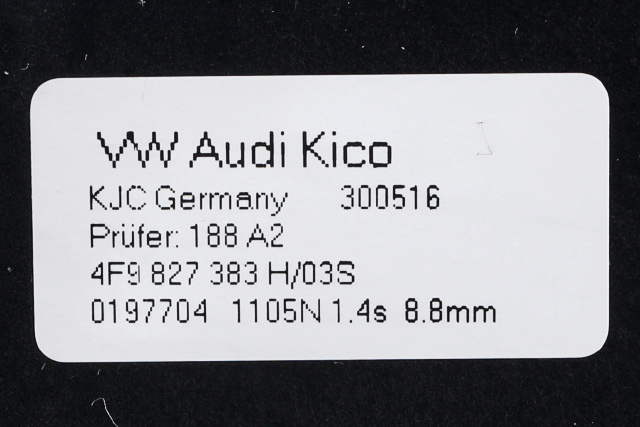 VW Audi Kico
KJC Germany 300516
Prüfer: 188 A2
4F9 827 383 H/03S
0197704 1105N 1.4s 8.8mm